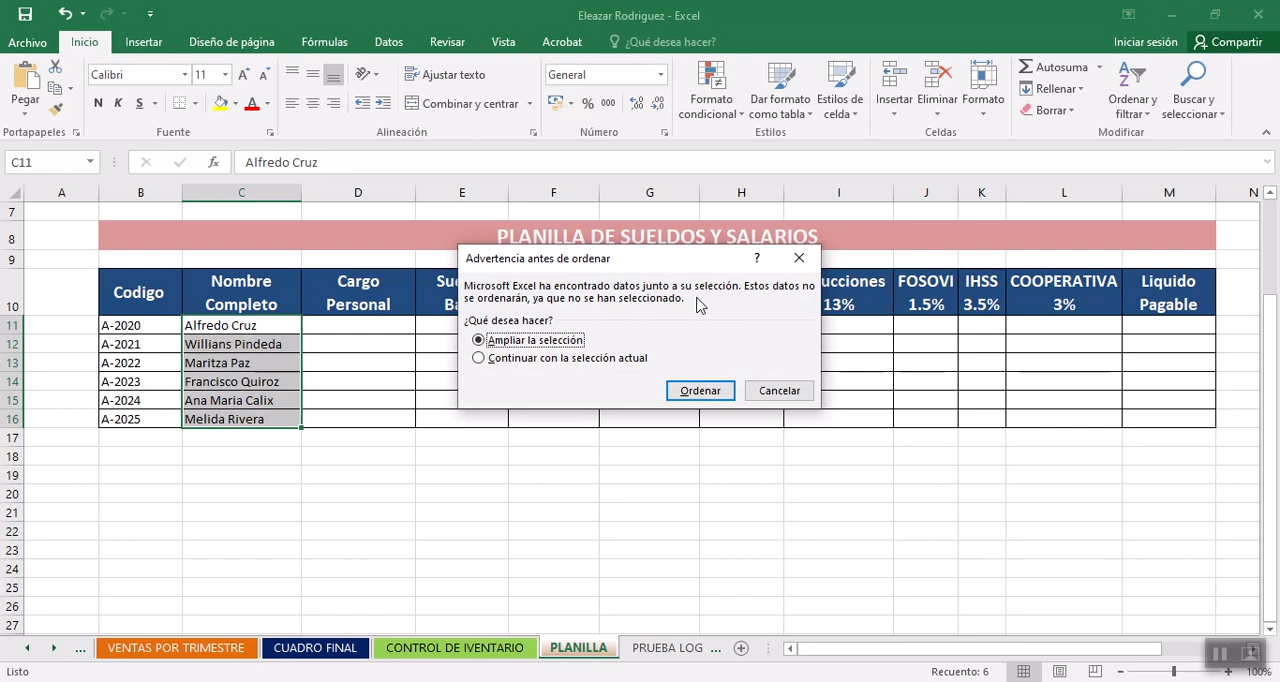 Eleazar Rodriguez - Excel
Archivo Inicio Insertar Diseño de página Fórmulas Datos Revisar Vista Acrobat ¿Qué desea hacer? Iniciar sesión Compartir
Calibri 11 Ajustar texto General Autosuma
Pegar N K S Combinar y centrar % 000 Formato condicional Dar formato como tabla Estilos de celda Insertar Eliminar Formato Rellenar Borrar Ordenar y filtrar Buscar y seleccionar
Portapapeles Fuente Alineación Número Estilos Celdas Modificar
C11 fx Alfredo Cruz
A B C D E F G H I J K L M N
7
8 PLANILLA DE SUELDOS Y SALARIOS
9
10 Codigo Nombre Completo Cargo Personal ucciones 13% FOSOVI 1.5% IHSS 3.5% COOPERATIVA 3% Liquido Pagable
11 A-2020 Alfredo Cruz
12 A-2021 Willians Pindeda
13 A-2022 Maritza Paz
14 A-2023 Francisco Quiroz
15 A-2024 Ana Maria Calix
16 A-2025 Melida Rivera
17
18
19
20
21
22
23
24
25
26
27
Advertencia antes de ordenar ?
Microsoft Excel ha encontrado datos junto a su selección. Estos datos no
se ordenarán, ya que no se han seleccionado.
¿Qué desea hacer?
Ampliar la selección
Continuar con la selección actual
Ordenar Cancelar
... VENTAS POR TRIMESTRE CUADRO FINAL CONTROL DE IVENTARIO PLANILLA PRUEBA LOG ...
Listo Recuento: 6 100%